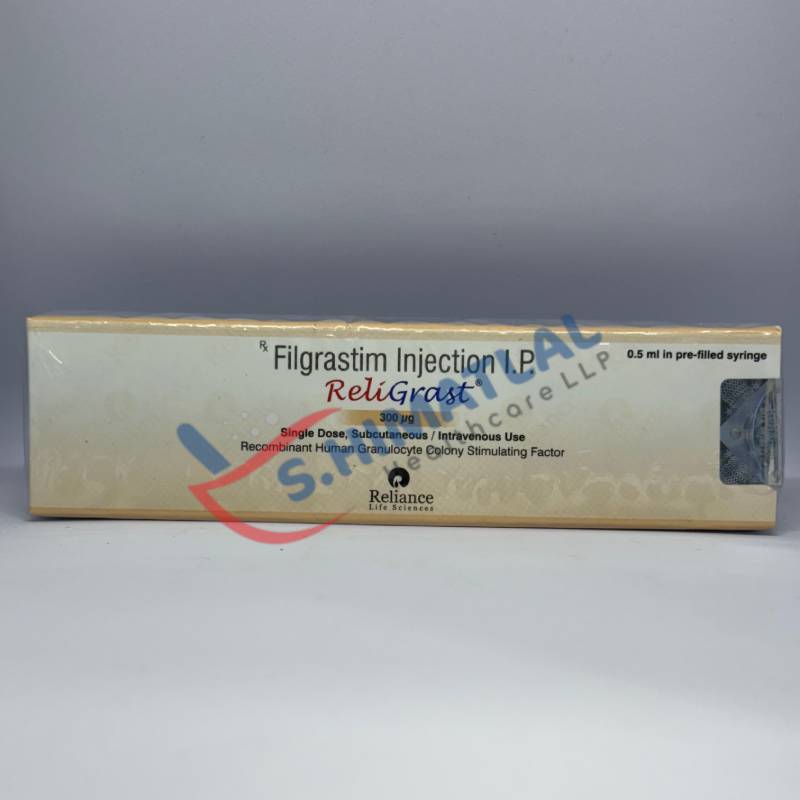 Rx Filgrastim Injection I.P.
0.5 ml in pre-filled syringe
ReliGrast®
300 µg
Single Dose, Subcutaneous / Intravenous Use
Recombinant Human Granulocyte Colony Stimulating Factor
Reliance
Life Sciences
S.HIMATLAL
Healthcare LLP